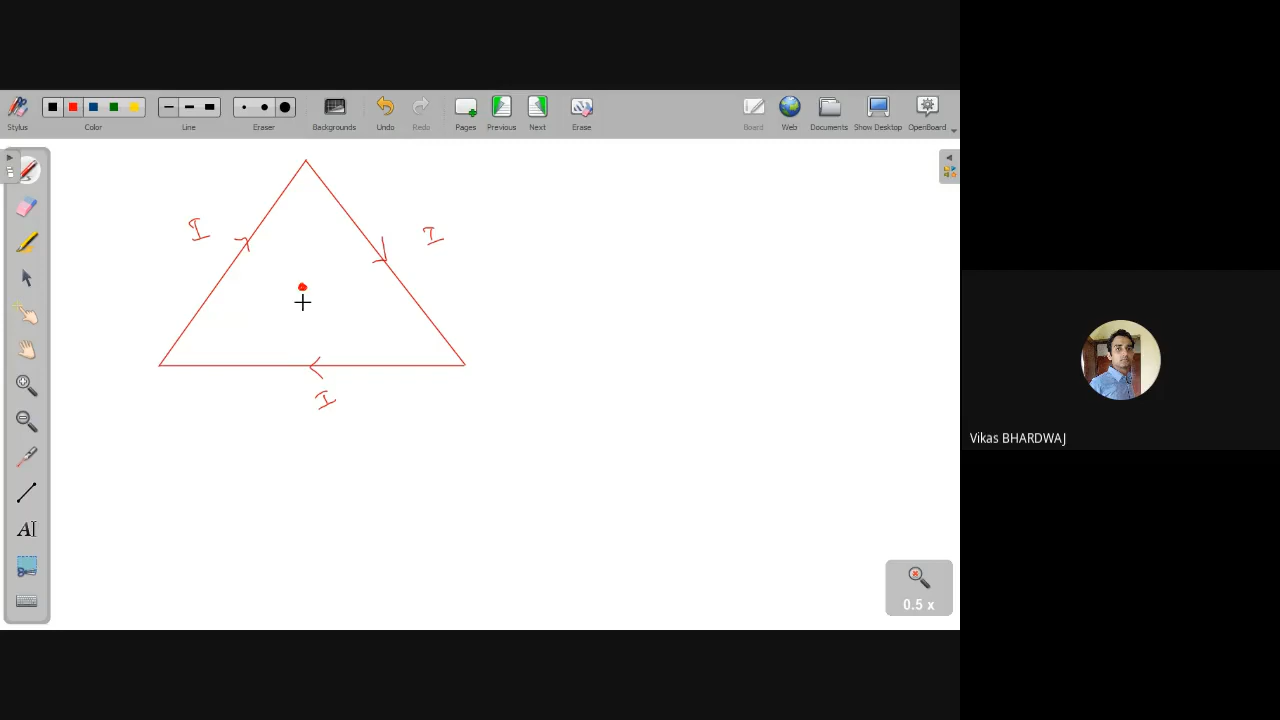 Stylus Color Line Eraser Backgrounds Undo Redo Pages Previous Next Erase Board Web Documents Show Desktop OpenBoard
I I
I
AI
Vikas BHARDWAJ
0.5 x